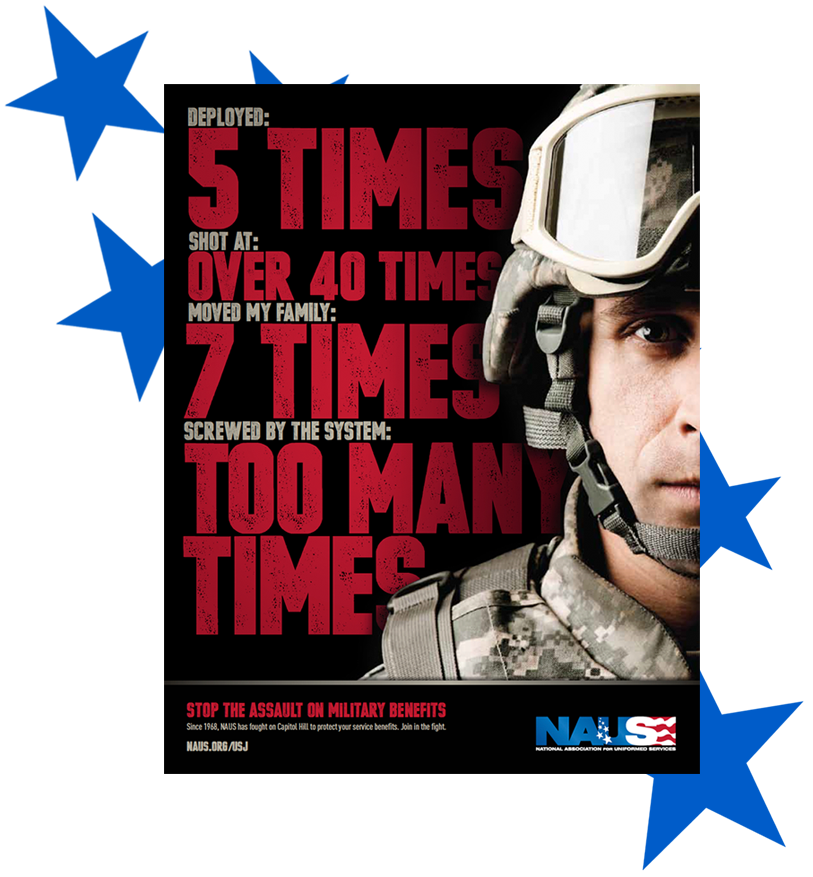 DEPLOYED:
5 TIMES
SHOT AT:
OVER 40 TIMES
MOVED MY FAMILY:
7 TIMES
SCREWED BY THE SYSTEM:
TOO MANY
TIMES
STOP THE ASSAULT ON MILITARY BENEFITS
Since 1968, NAUS has fought on Capitol Hill to protect your service benefits. Join in the fight.
NAUS.ORG/USJ
NAUS
NATIONAL ASSOCIATION FOR UNIFORMED SERVICES